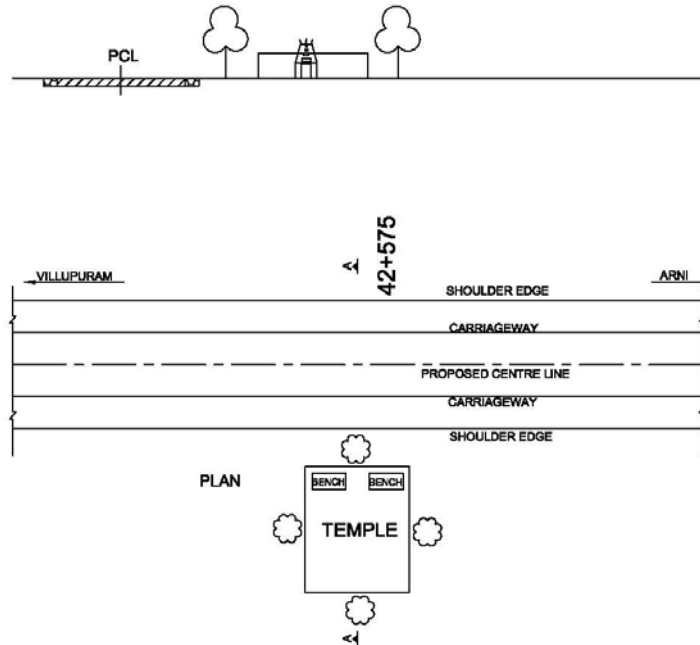 PCL
A
42+575
VILLUPURAM
ARNI
SHOULDER EDGE
CARRIAGEWAY
PROPOSED CENTRE LINE
CARRIAGEWAY
SHOULDER EDGE
PLAN
BENCH BENCH
TEMPLE
A